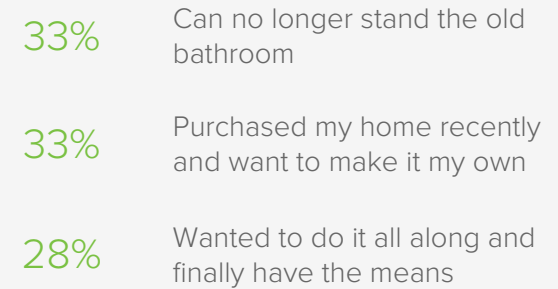 33%
Can no longer stand the old
bathroom
33%
Purchased my home recently
and want to make it my own
28%
Wanted to do it all along and
finally have the means